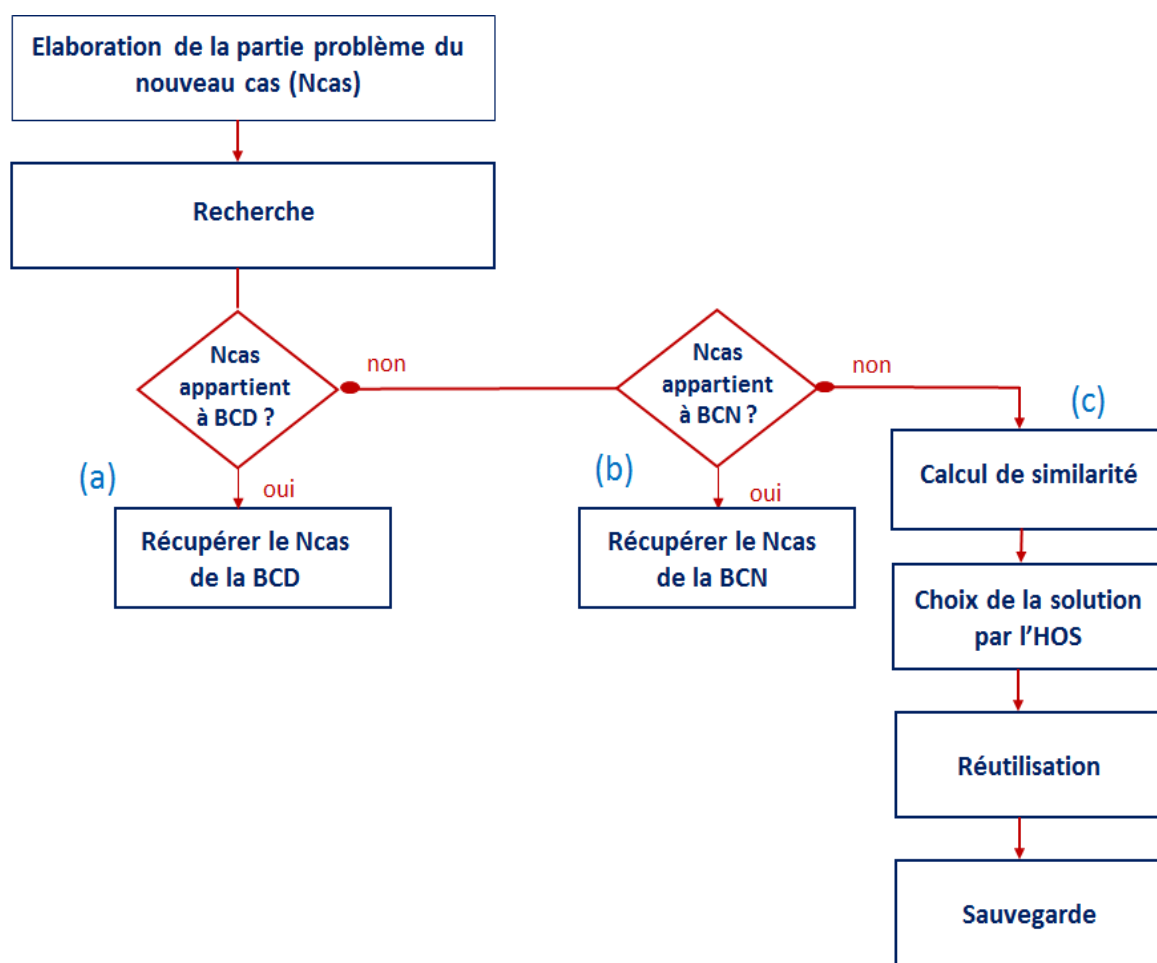 Elaboration de la partie problème du
nouveau cas (Ncas)
Recherche
Ncas
appartient
à BCD ?
non
Ncas
appartient
à BCN ?
non
(c)
(a)
oui
(b)
oui
Calcul de similarité
Récupérer le Ncas
de la BCD
Récupérer le Ncas
de la BCN
Choix de la solution
par l'HOS
Réutilisation
Sauvegarde